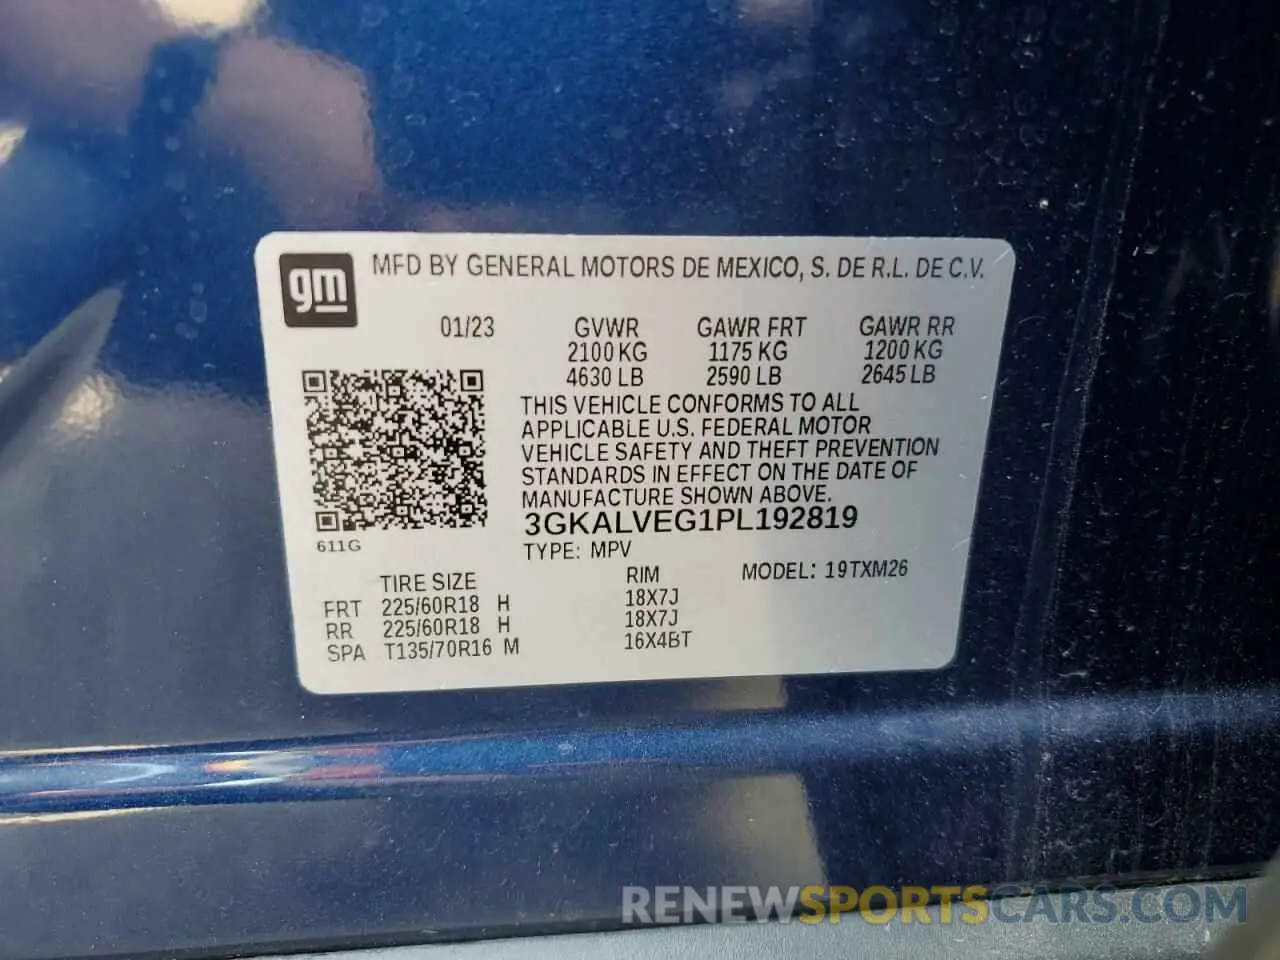 gm
MFD BY GENERAL MOTORS DE MEXICO, S. DE R.L. DE C.V.
01/23 GVWR GAWR FRT GAWR RR
2100 KG 1175 KG 1200 KG
4630 LB 2590 LB 2645 LB
THIS VEHICLE CONFORMS TO ALL
APPLICABLE U.S. FEDERAL MOTOR
VEHICLE SAFETY AND THEFT PREVENTION
STANDARDS IN EFFECT ON THE DATE OF
MANUFACTURE SHOWN ABOVE.
3GKALVEG1PL192819
611G
TYPE: MPV
TIRE SIZE RIM MODEL: 19TXM26
FRT 225/60R18 H 18X7J
RR 225/60R18 H 18X7J
SPA T135/70R16 M 16X4BT
RENEWSPORTSCARS.COM